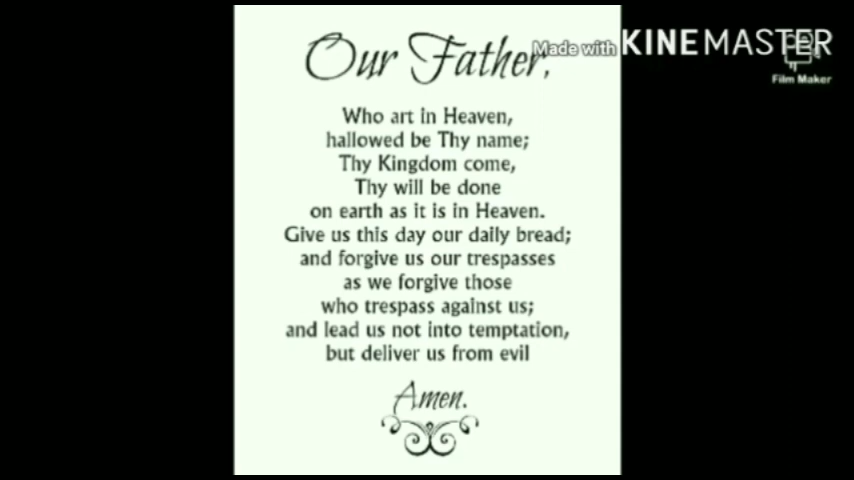 Our Father,
Made with KINEMASTER
Film Maker
Who art in Heaven,
hallowed be Thy name;
Thy Kingdom come,
Thy will be done
on earth as it is in Heaven.
Give us this day our daily bread;
and forgive us our trespasses
as we forgive those
who trespass against us;
and lead us not into temptation,
but deliver us from evil
Amen.